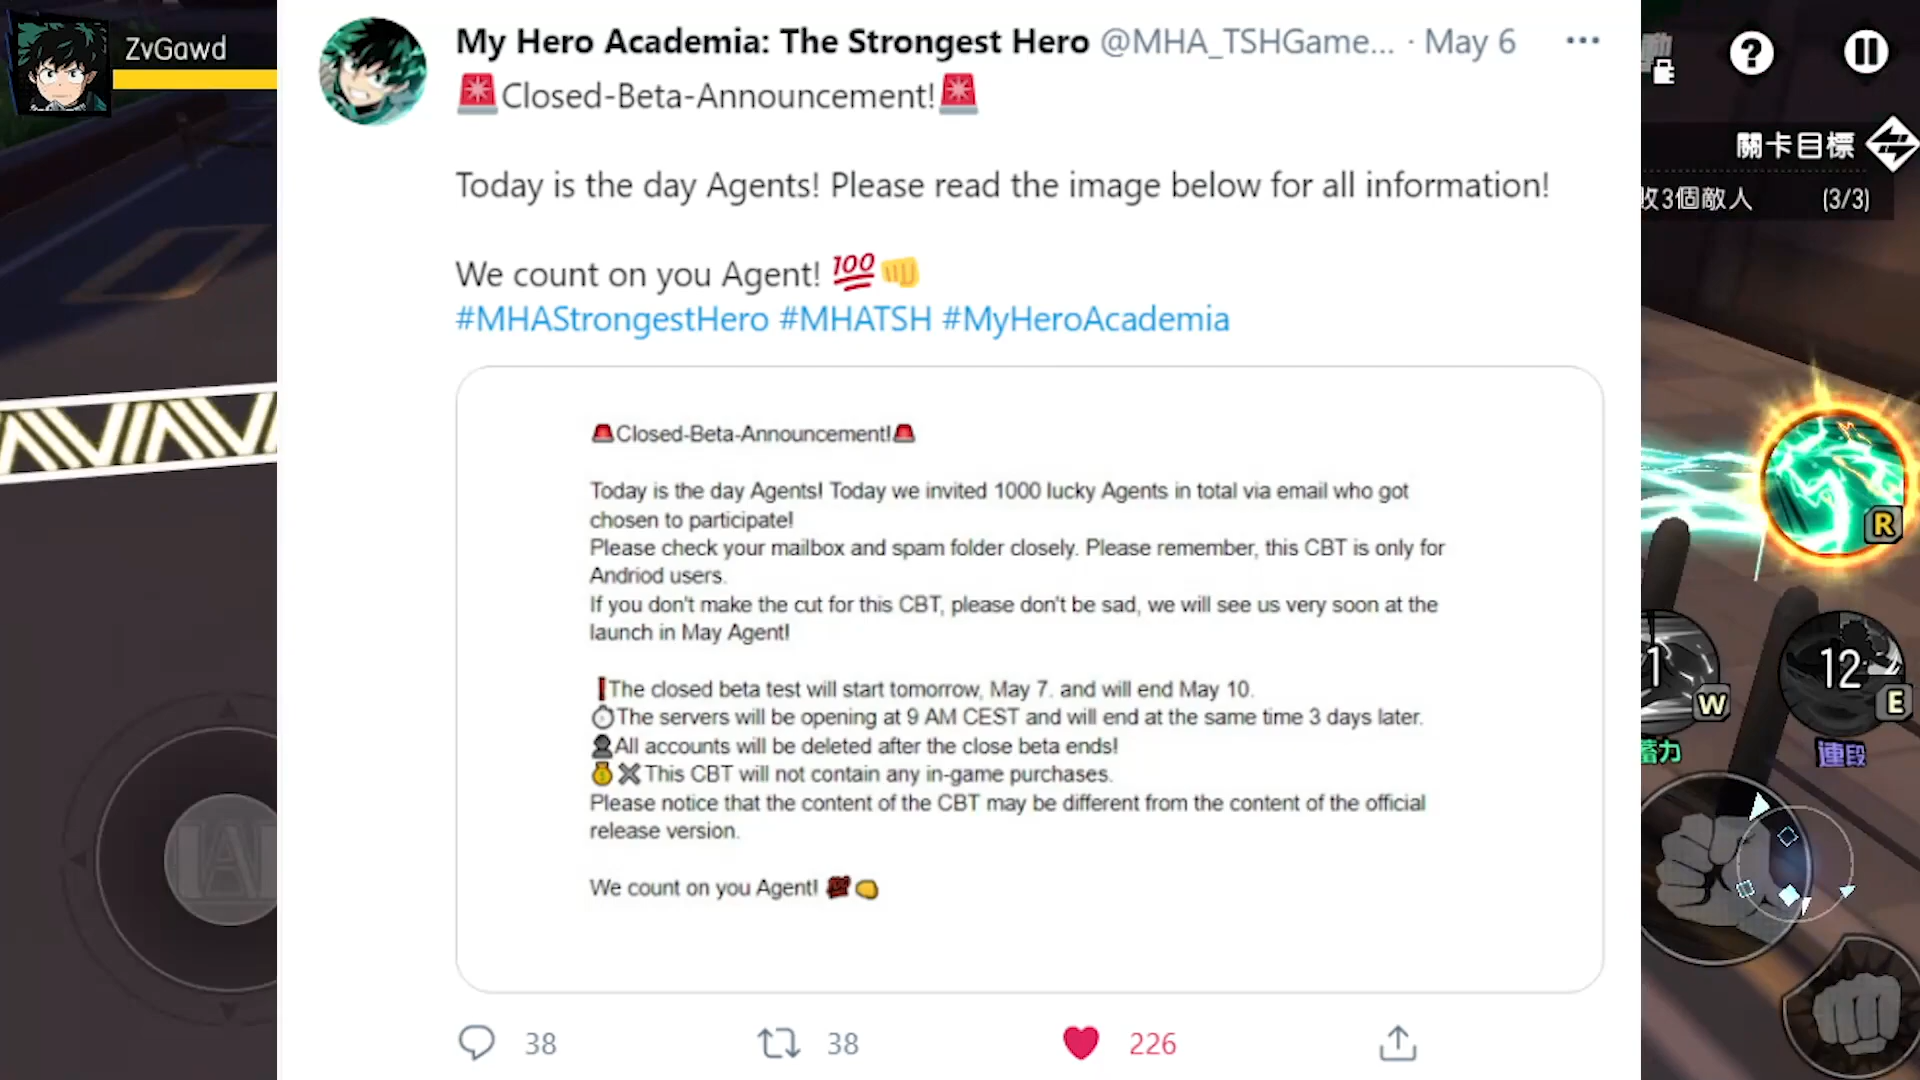 ZvGawd
My Hero Academia: The Strongest Hero @MHA_TSHGame... · May 6
🚨Closed-Beta-Announcement!🚨
Today is the day Agents! Please read the image below for all information!
We count on you Agent! 💯👊
#MHAStrongestHero #MHATSH #MyHeroAcademia
🚨Closed-Beta-Announcement!🚨
Today is the day Agents! Today we invited 1000 lucky Agents in total via email who got
chosen to participate!
Please check your mailbox and spam folder closely. Please remember, this CBT is only for
Andriod users.
If you don't make the cut for this CBT, please don't be sad, we will see us very soon at the
launch in May Agent!
❗The closed beta test will start tomorrow, May 7. and will end May 10.
⏱The servers will be opening at 9 AM CEST and will end at the same time 3 days later.
👤All accounts will be deleted after the close beta ends!
💰✖This CBT will not contain any in-game purchases.
Please notice that the content of the CBT may be different from the content of the official
release version.
We count on you Agent! 💯👊
38
38
226
?
關卡目標
3個敵人 (3/3)
R
1
W
12
E
蓄力
連段